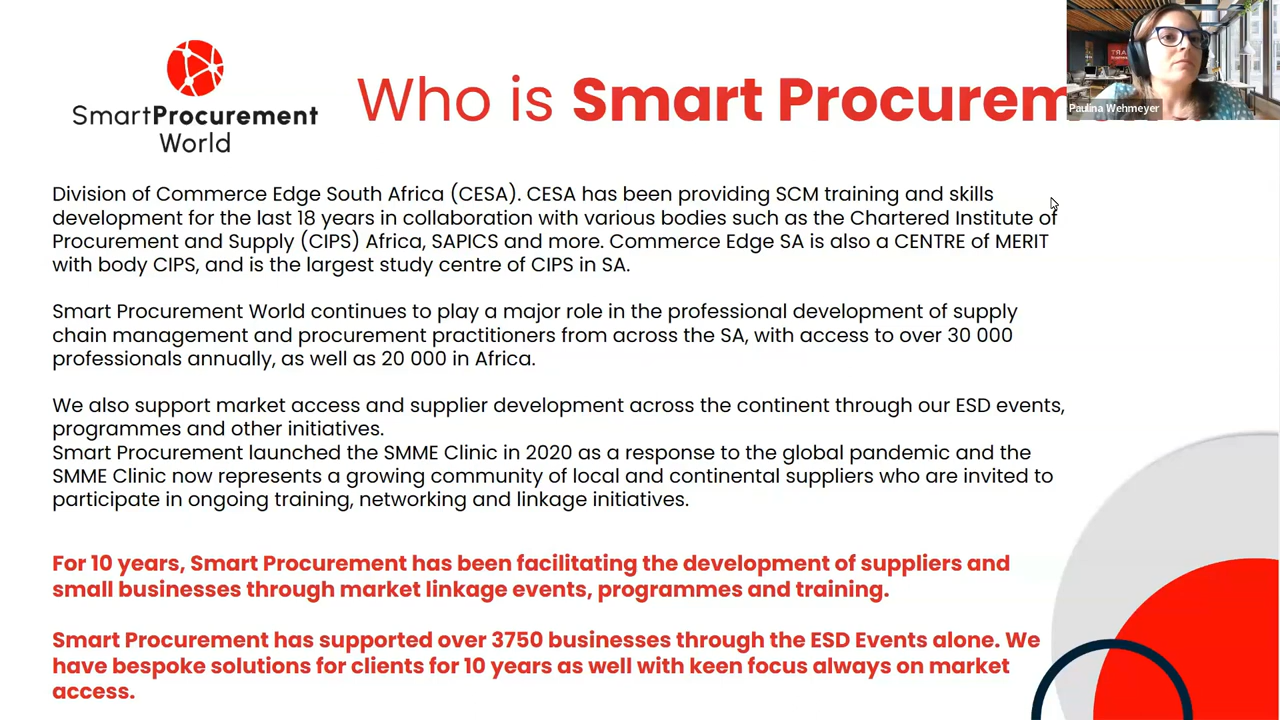 SmartProcurement
World
Who is Smart Procurem
Paulina Wehmeyer
Division of Commerce Edge South Africa (CESA). CESA has been providing SCM training and skills
development for the last 18 years in collaboration with various bodies such as the Chartered Institute of
Procurement and Supply (CIPS) Africa, SAPICS and more. Commerce Edge SA is also a CENTRE of MERIT
with body CIPS, and is the largest study centre of CIPS in SA.
Smart Procurement World continues to play a major role in the professional development of supply
chain management and procurement practitioners from across the SA, with access to over 30 000
professionals annually, as well as 20 000 in Africa.
We also support market access and supplier development across the continent through our ESD events,
programmes and other initiatives.
Smart Procurement launched the SMME Clinic in 2020 as a response to the global pandemic and the
SMME Clinic now represents a growing community of local and continental suppliers who are invited to
participate in ongoing training, networking and linkage initiatives.
For 10 years, Smart Procurement has been facilitating the development of suppliers and
small businesses through market linkage events, programmes and training.
Smart Procurement has supported over 3750 businesses through the ESD Events alone. We
have bespoke solutions for clients for 10 years as well with keen focus always on market
access.